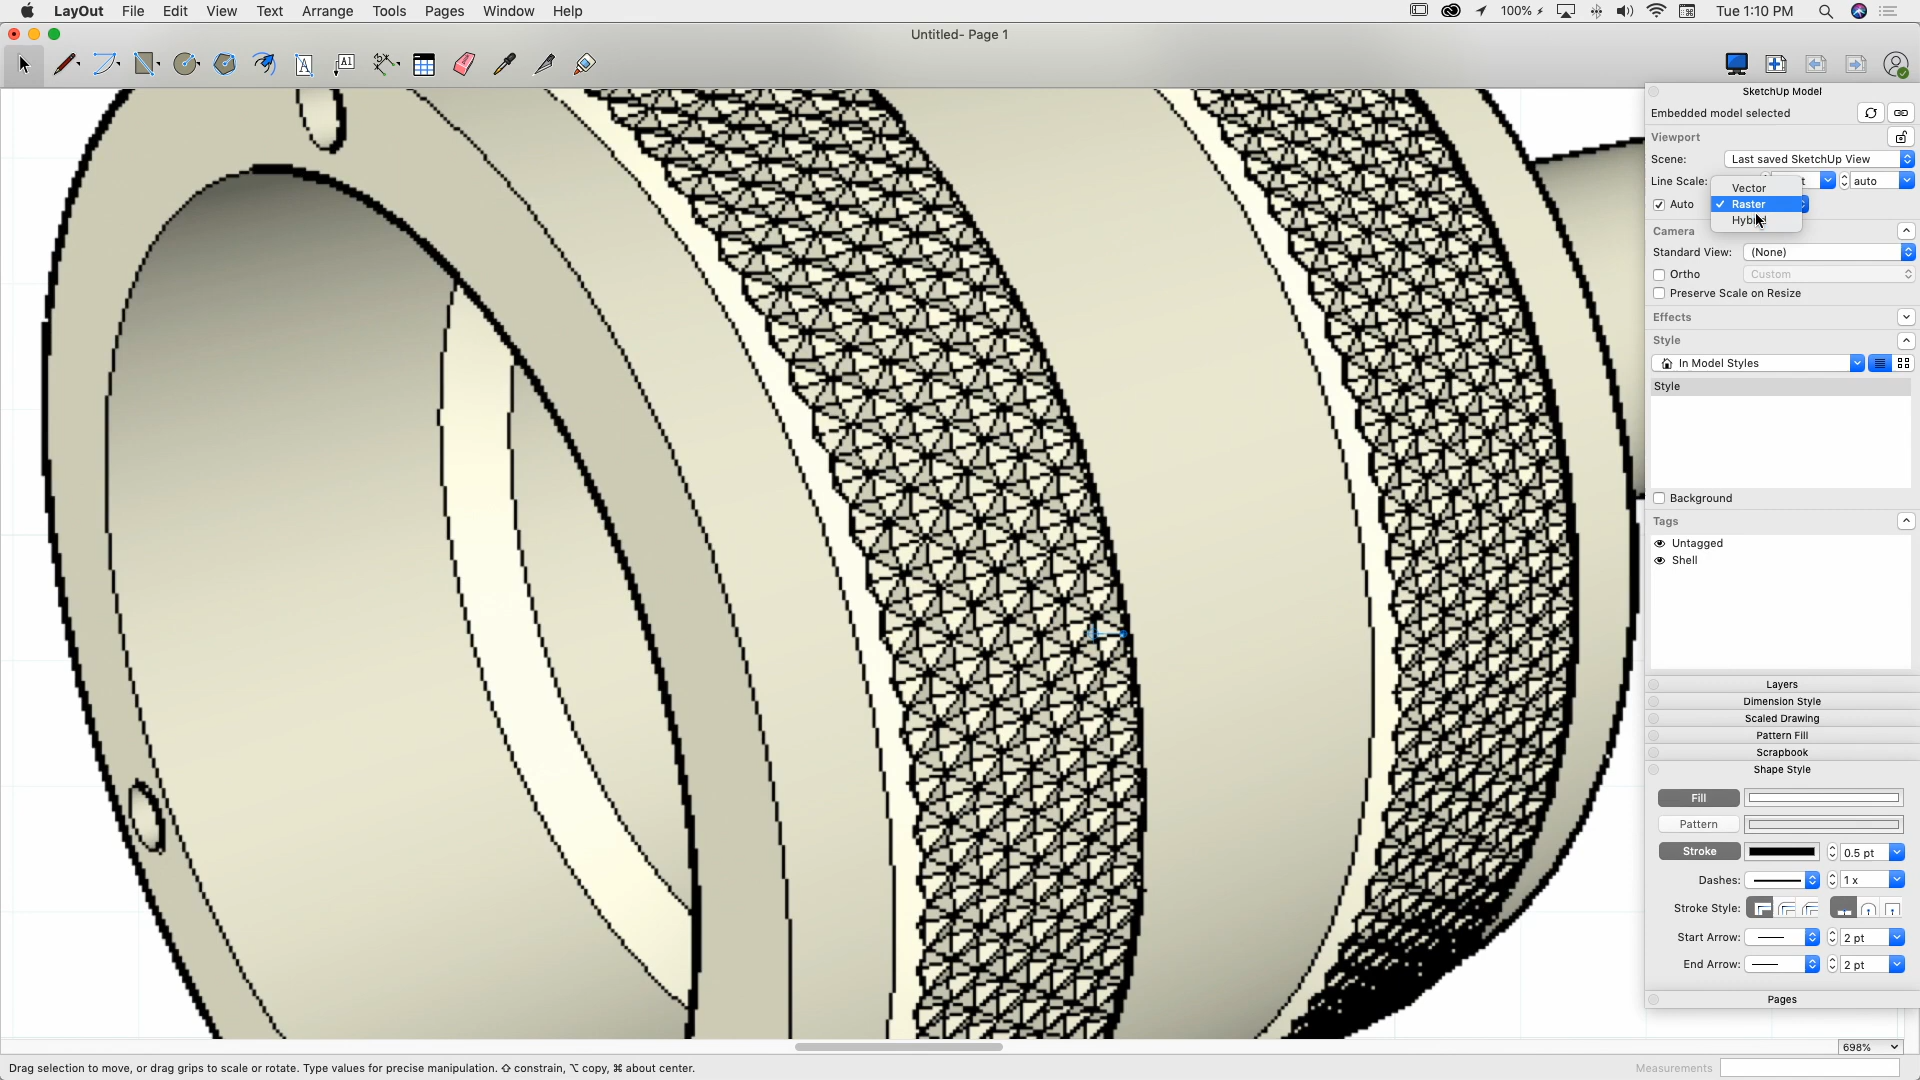 LayOut File Edit View Text Arrange Tools Pages Window Help
100% Tue 1:10 PM
Untitled- Page 1
A A1
SketchUp Model
Embedded model selected
Viewport
Scene: Last saved SketchUp View
Line Scale: auto
Vector
Auto ✓ Raster
Camera
Standard View: (None)
Ortho Custom
Preserve Scale on Resize
Effects
Style
In Model Styles
Style
Background
Tags
Untagged
Shell
Layers
Dimension Style
Scaled Drawing
Pattern Fill
Scrapbook
Shape Style
Fill
Pattern
Stroke 0.5 pt
Dashes: 1 x
Stroke Style:
Start Arrow: 2 pt
End Arrow: 2 pt
Pages
698%
Drag selection to move, or drag grips to scale or rotate. Type values for precise manipulation. ⇧ constrain, ⌥ copy, ⌘ about center.
Measurements